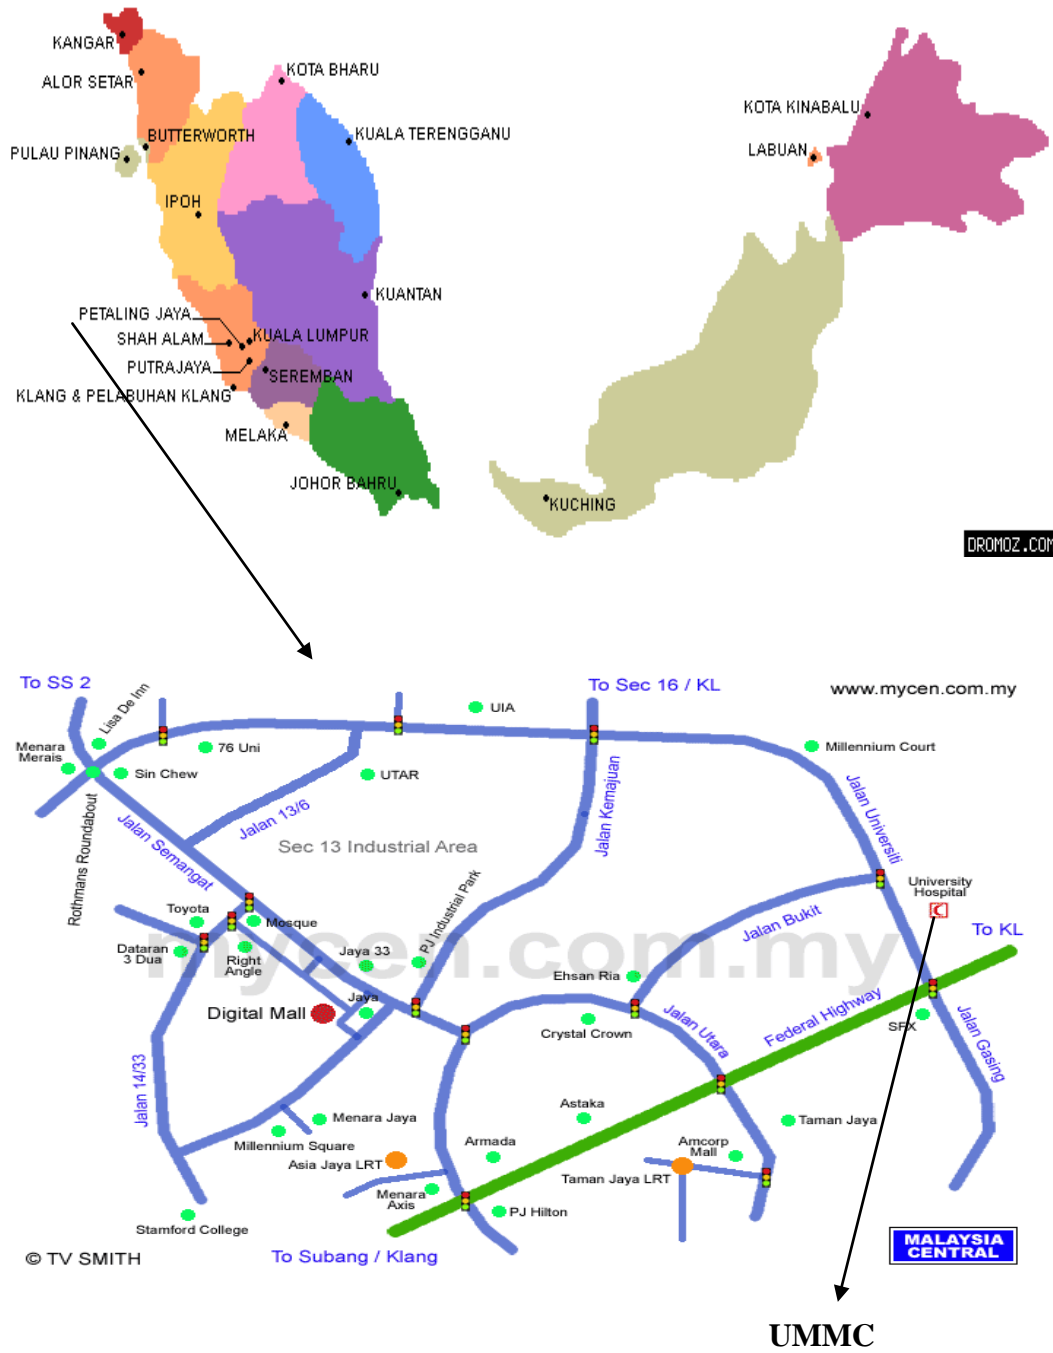 KANGAR
ALOR SETAR
KOTA BHARU
BUTTERWORTH
KUALA TERENGGANU
PULAU PINANG
IPOH
KOTA KINABALU
LABUAN
KUANTAN
PETALING JAYA
KUALA LUMPUR
SHAH ALAM
PUTRAJAYA
SEREMBAN
KLANG & PELABUHAN KLANG
MELAKA
JOHOR BAHRU
KUCHING
DROMOZ.COM
To SS 2
Lisa De Inn
To Sec 16 / KL
www.mycen.com.my
UIA
Menara
Merais
76 Uni
Millennium Court
Sin Chew
UTAR
Rothmans Roundabout
Jalan Semangat
Jalan 13/6
Jalan Kemajuan
Jalan Universiti
Sec 13 Industrial Area
PJ Industrial Park
University
Hospital
Toyota
Mosque
Jalan Bukit
To KL
Dataran
3 Dua
Right
Angle
Jaya 33
mycen.com.my
Ehsan Ria
Jaya
Digital Mall
Crystal Crown
Jalan Utara
Federal Highway
SFX
Jalan Gasing
Jalan 14/33
Menara Jaya
Astaka
Taman Jaya
Millennium Square
Armada
Amcorp
Mall
Asia Jaya LRT
Taman Jaya LRT
Menara
Axis
PJ Hilton
Stamford College
© TV SMITH
To Subang / Klang
MALAYSIA
CENTRAL
UMMC